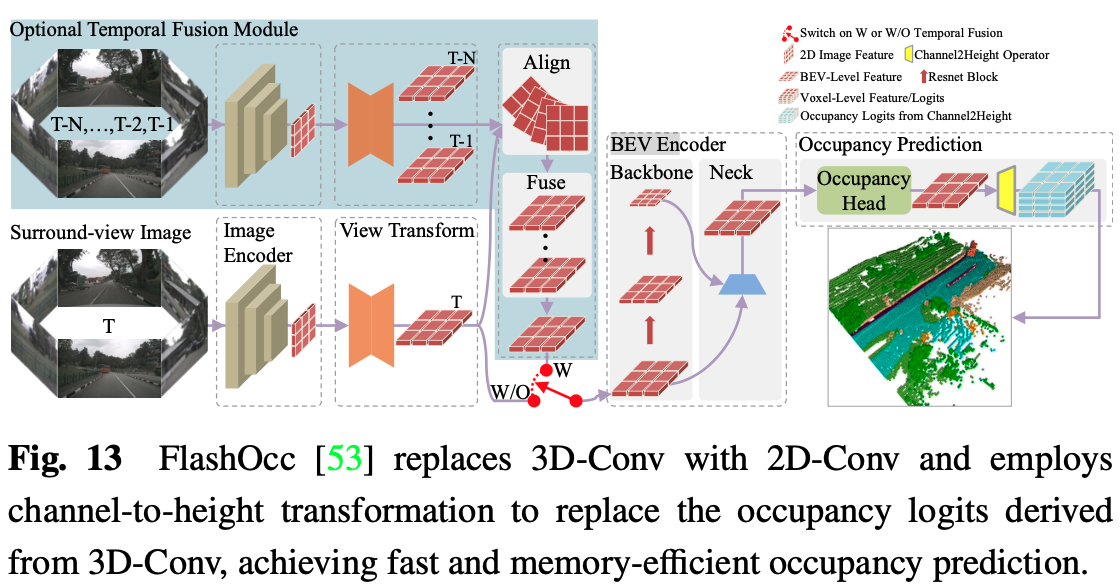 Optional Temporal Fusion Module
T-N,...,T-2,T-1
T-N
T-1
Align
Fuse
Switch on W or W/O Temporal Fusion
2D Image Feature
Channel2Height Operator
BEV-Level Feature
Resnet Block
Voxel-Level Feature/Logits
Occupancy Logits from Channel2Height
Surround-view Image
T
Image
Encoder
View Transform
T
W
W/O
BEV Encoder
Backbone
Neck
Occupancy Prediction
Occupancy
Head
Fig. 13 FlashOcc [53] replaces 3D-Conv with 2D-Conv and employs
channel-to-height transformation to replace the occupancy logits derived
from 3D-Conv, achieving fast and memory-efficient occupancy prediction.